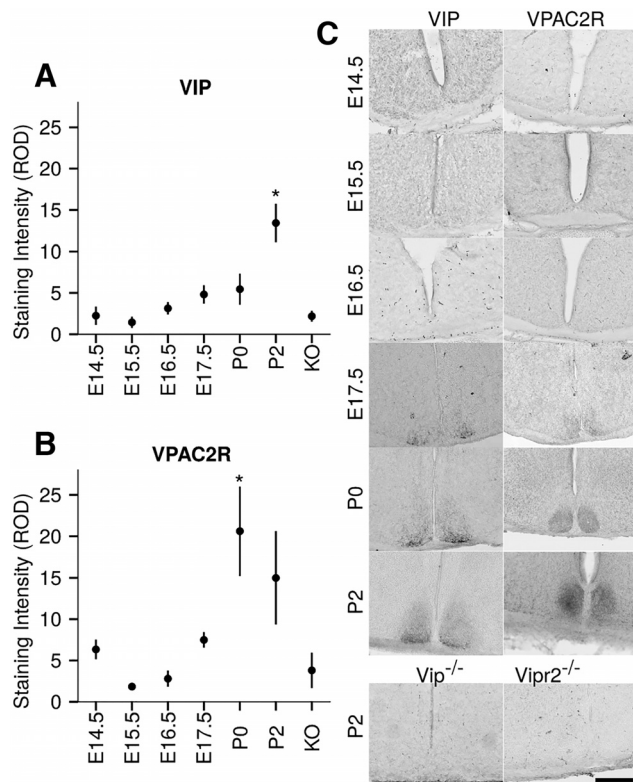 A
VIP
Staining Intensity (ROD)
25
20
15
10
5
0
*
E14.5
E15.5
E16.5
E17.5
P0
P2
KO
B
VPAC2R
Staining Intensity (ROD)
25
20
15
10
5
0
*
E14.5
E15.5
E16.5
E17.5
P0
P2
KO
C
VIP VPAC2R
E14.5
E15.5
E16.5
E17.5
P0
P2
Vip-/- Vipr2-/-
P2